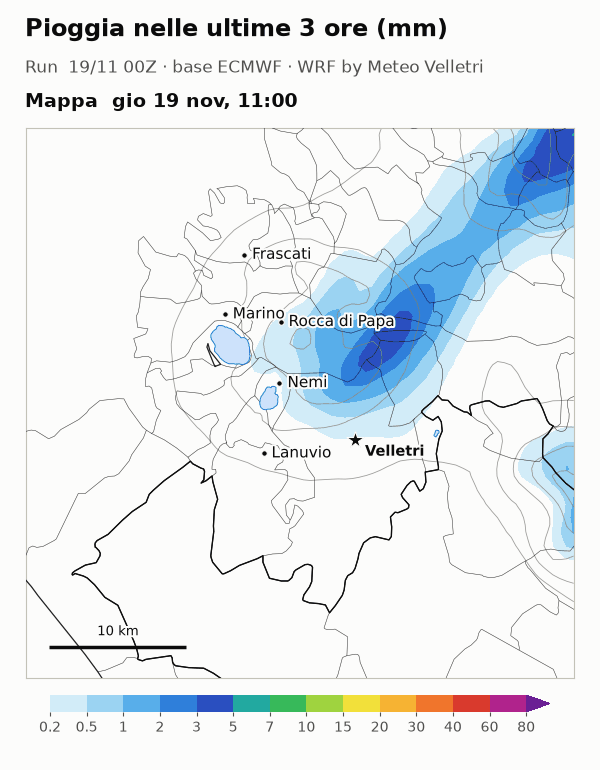 Pioggia nelle ultime 3 ore (mm)
Run  19/11 00Z · base ECMWF · WRF by Meteo Velletri
Mappa  gio 19 nov, 11:00
Frascati
Marino
Rocca di Papa
Nemi
Velletri
Lanuvio
10 km
0.2 0.5 1 2 3 5 7 10 15 20 30 40 60 80